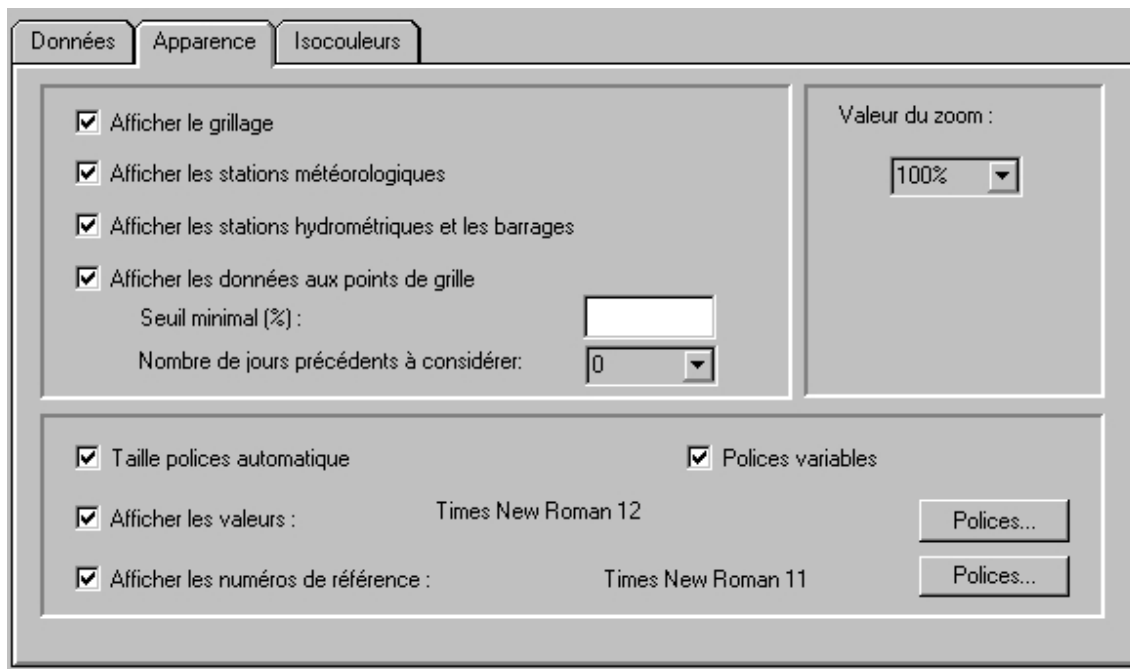 Données Apparence Isocouleurs
Afficher le grillage
Afficher les stations météorologiques
Afficher les stations hydrométriques et les barrages
Afficher les données aux points de grille
Seuil minimal (%) :
Nombre de jours précédents à considérer: 0
Valeur du zoom :
100%
Taille polices automatique Polices variables
Afficher les valeurs : Times New Roman 12 Polices...
Afficher les numéros de référence : Times New Roman 11 Polices...